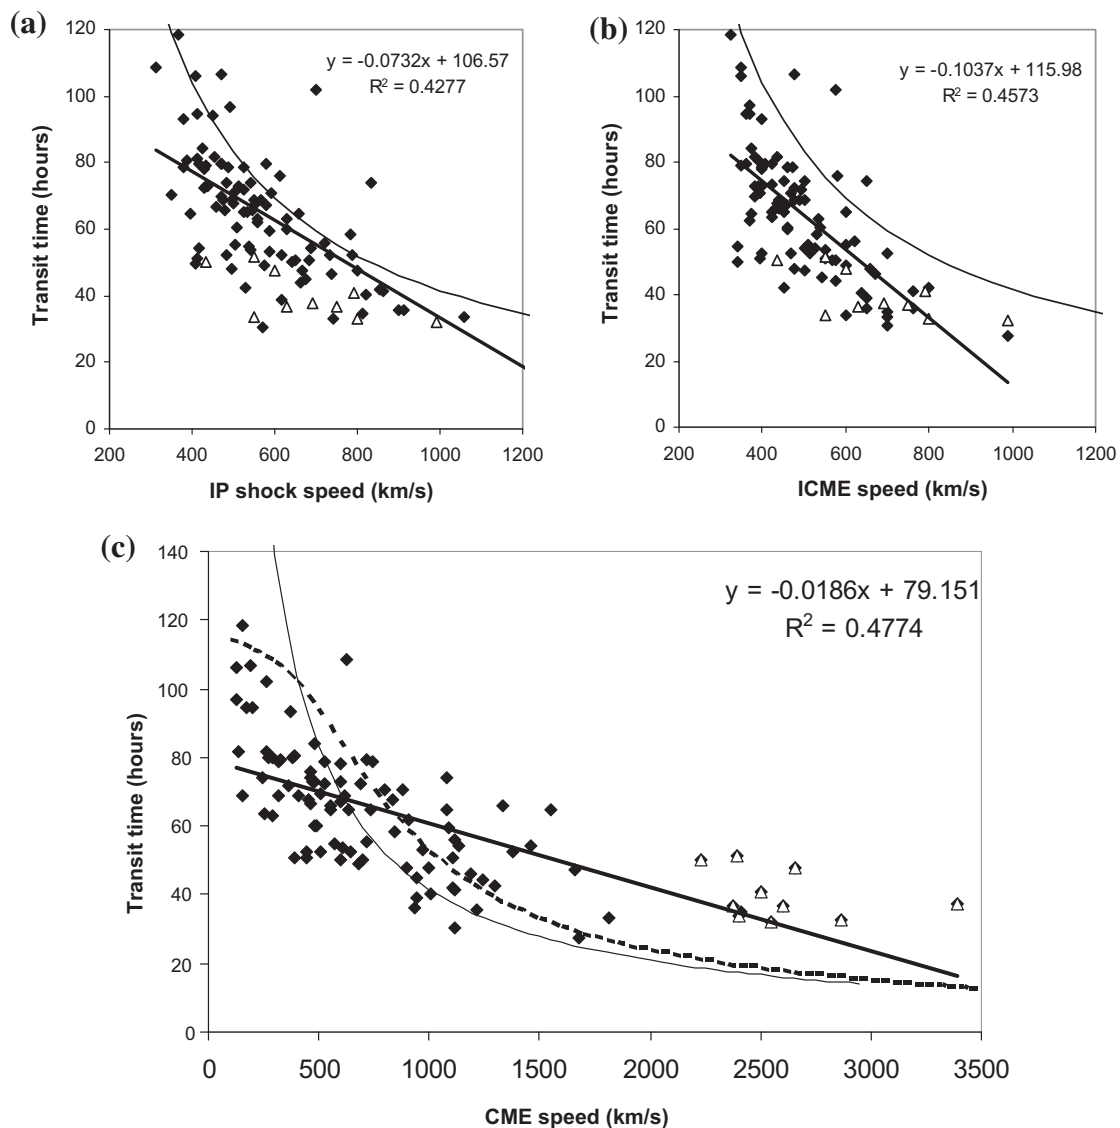 (a)
120
100
80
60
40
20
0
Transit time (hours)
y = -0.0732x + 106.57
R² = 0.4277
200 400 600 800 1000 1200
IP shock speed (km/s)
(b)
120
100
80
60
40
20
0
Transit time (hours)
y = -0.1037x + 115.98
R² = 0.4573
200 400 600 800 1000 1200
ICME speed (km/s)
(c)
140
120
100
80
60
40
20
0
Transit time (hours)
y = -0.0186x + 79.151
R² = 0.4774
0 500 1000 1500 2000 2500 3000 3500
CME speed (km/s)